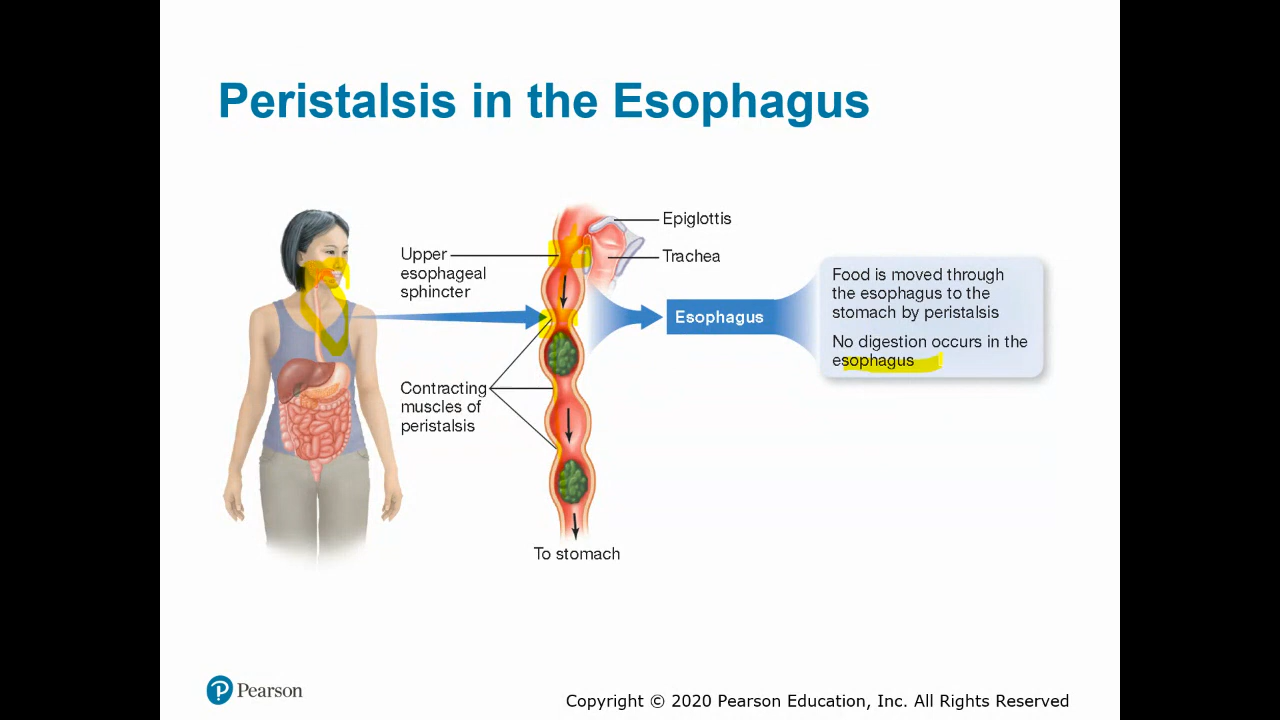 Peristalsis in the Esophagus
Epiglottis
Trachea
Upper
esophageal
sphincter
Esophagus
Food is moved through
the esophagus to the
stomach by peristalsis
No digestion occurs in the
esophagus
Contracting
muscles of
peristalsis
To stomach
Pearson
Copyright © 2020 Pearson Education, Inc. All Rights Reserved